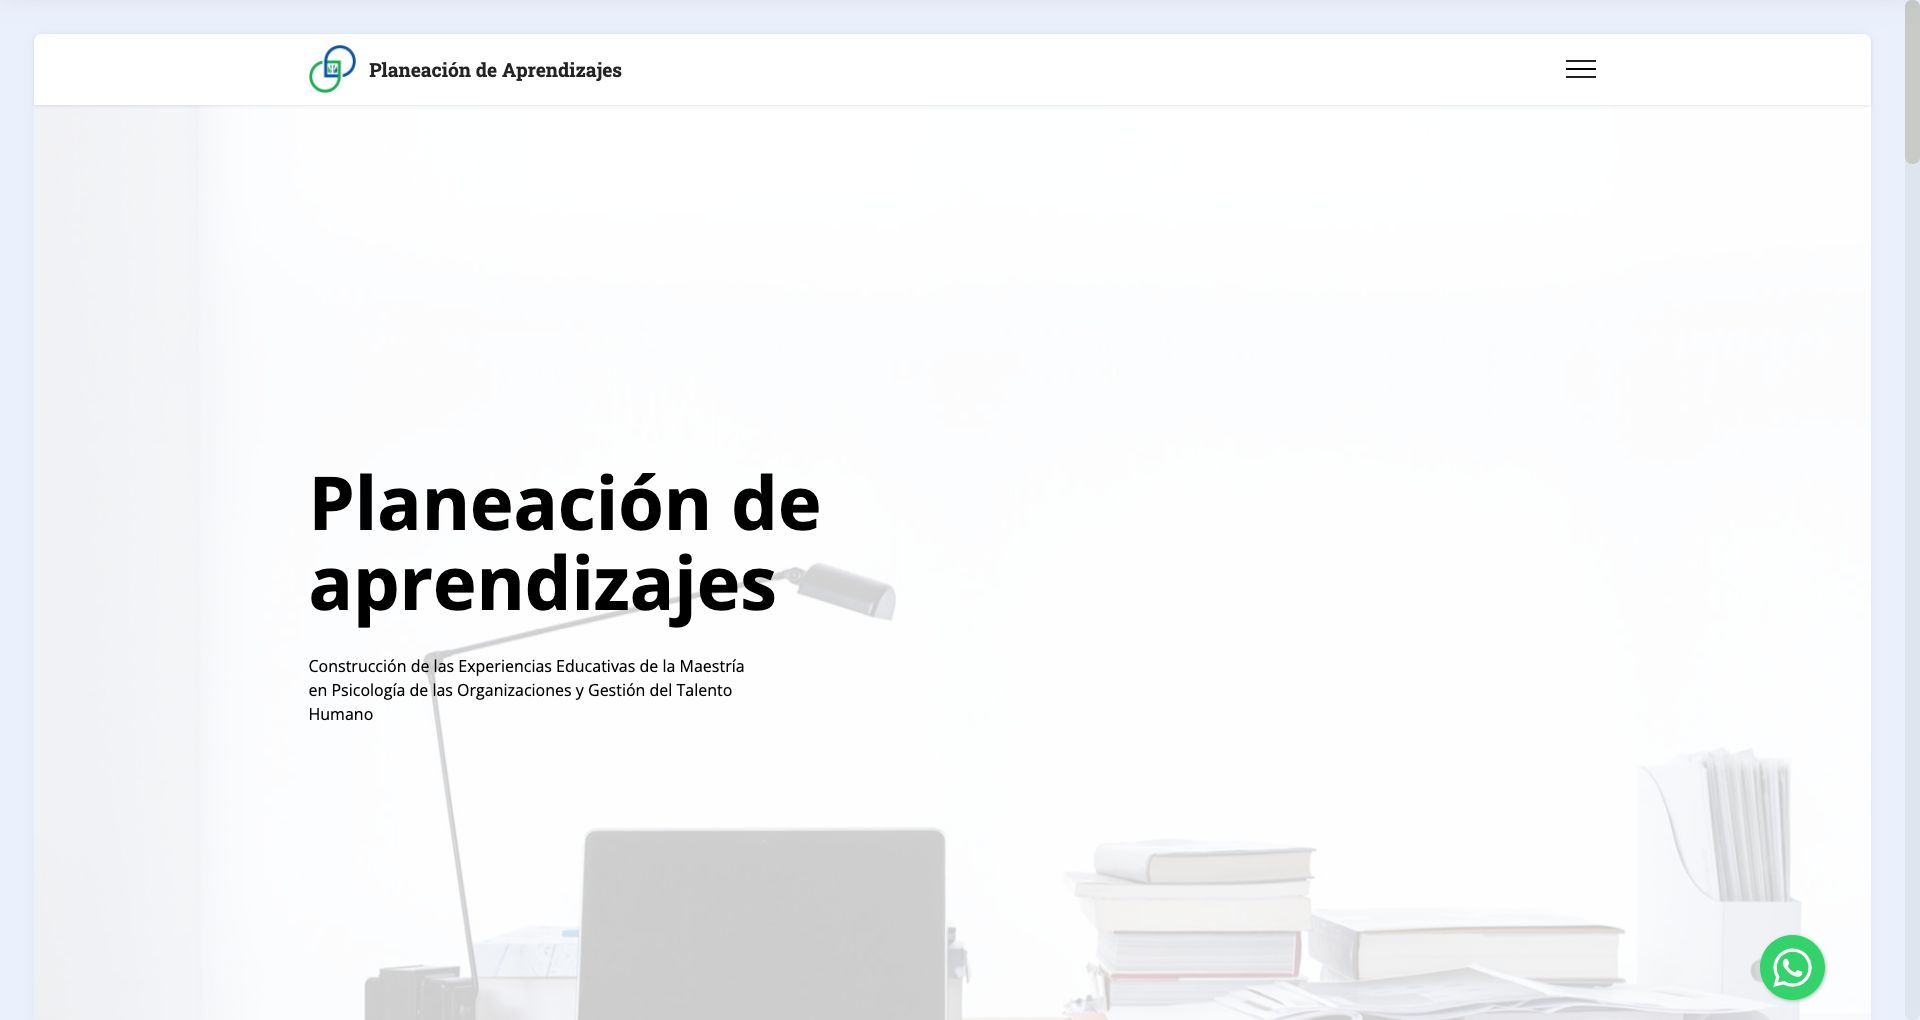 Planeación de Aprendizajes
Planeación de
aprendizajes
Construcción de las Experiencias Educativas de la Maestría
en Psicología de las Organizaciones y Gestión del Talento
Humano